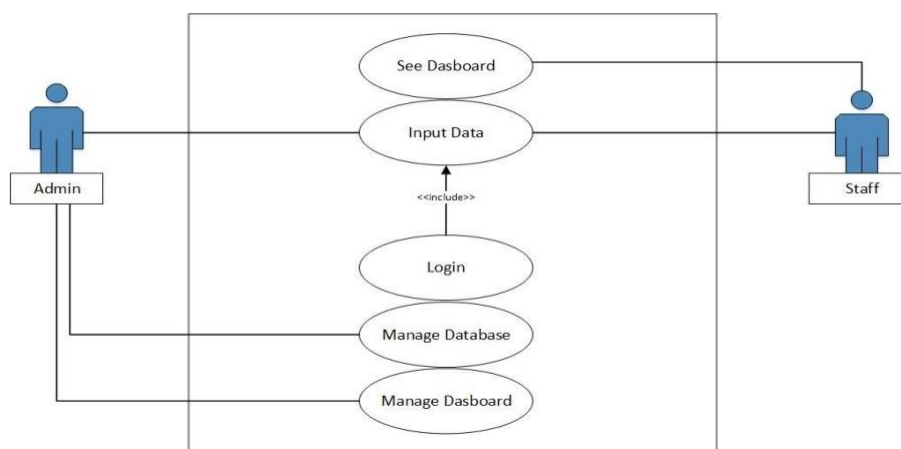 See Dasboard
Input Data
Admin
Staff
<<include>>
Login
Manage Database
Manage Dasboard